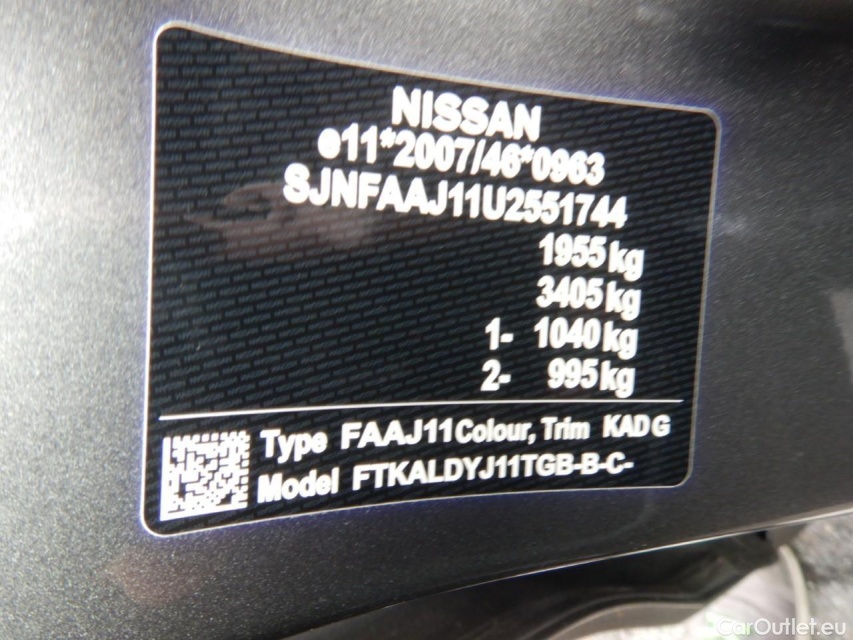 NISSAN
e11*2007/46*0963
SJNFAAJ11U2551744
1955 kg
3405 kg
1- 1040 kg
2- 995 kg
Type FAAJ11 Colour, Trim KAD G
Model FTKALDYJ11TGB-B-C-
CarOutlet.eu